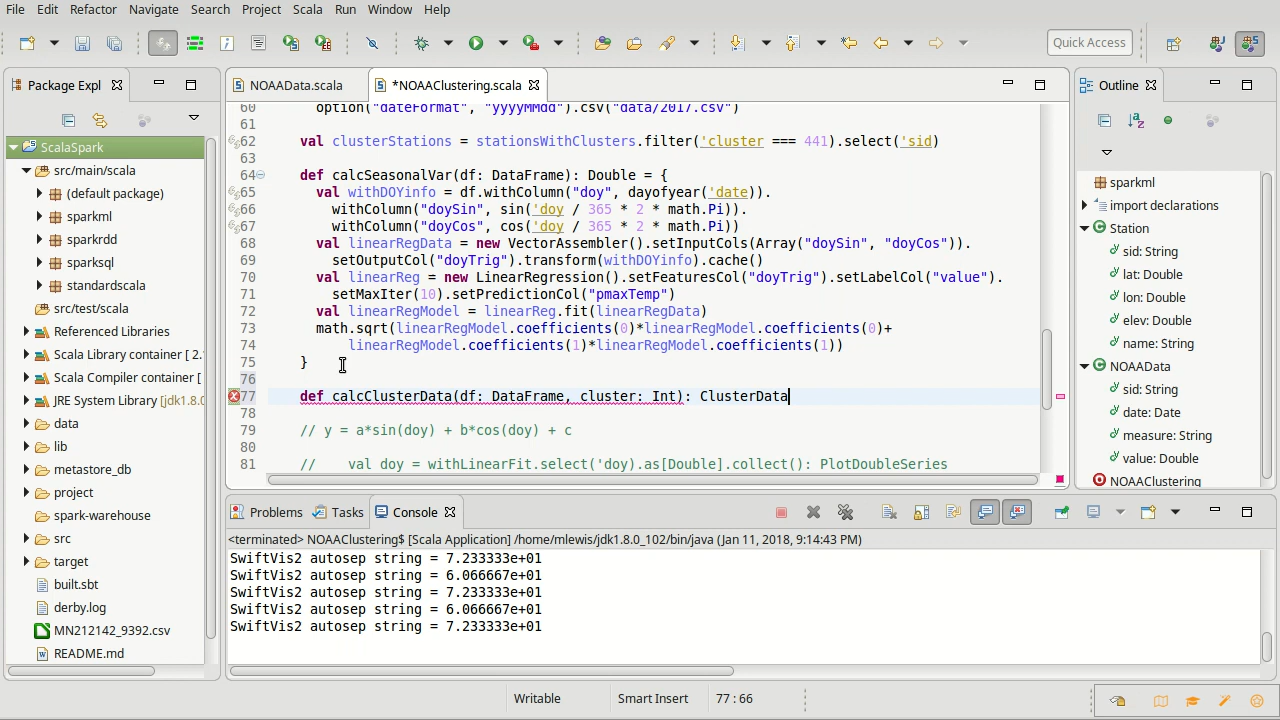 File Edit Refactor Navigate Search Project Scala Run Window Help
Quick Access
Package Expl
NOAAData.scala
*NOAAClustering.scala
Outline
ScalaSpark
src/main/scala
(default package)
sparkml
sparkrdd
sparksql
standardscala
src/test/scala
Referenced Libraries
Scala Library container [ 2.
Scala Compiler container [
JRE System Library [jdk1.8.0
data
lib
metastore_db
project
spark-warehouse
src
target
built.sbt
derby.log
MN212142_9392.csv
README.md
60 option("dateFormat", "yyyyMMdd").csv("data/2017.csv")
61
62 val clusterStations = stationsWithClusters.filter('cluster === 441).select('sid)
63
64 def calcSeasonalVar(df: DataFrame): Double = {
65 val withDOYinfo = df.withColumn("doy", dayofyear('date)).
66 withColumn("doySin", sin('doy / 365 * 2 * math.Pi)).
67 withColumn("doyCos", cos('doy / 365 * 2 * math.Pi))
68 val linearRegData = new VectorAssembler().setInputCols(Array("doySin", "doyCos")).
69 setOutputCol("doyTrig").transform(withDOYinfo).cache()
70 val linearReg = new LinearRegression().setFeaturesCol("doyTrig").setLabelCol("value").
71 setMaxIter(10).setPredictionCol("pmaxTemp")
72 val linearRegModel = linearReg.fit(linearRegData)
73 math.sqrt(linearRegModel.coefficients(0)*linearRegModel.coefficients(0)+
74 linearRegModel.coefficients(1)*linearRegModel.coefficients(1))
75 }
76
77 def calcClusterData(df: DataFrame, cluster: Int): ClusterData
78
79 // y = a*sin(doy) + b*cos(doy) + c
80
81 // val doy = withLinearFit.select('doy).as[Double].collect(): PlotDoubleSeries
sparkml
import declarations
Station
sid: String
lat: Double
lon: Double
elev: Double
name: String
NOAAData
sid: String
date: Date
measure: String
value: Double
NOAAClustering
Problems
Tasks
Console
<terminated> NOAAClustering$ [Scala Application] /home/mlewis/jdk1.8.0_102/bin/java (Jan 11, 2018, 9:14:43 PM)
SwiftVis2 autosep string = 7.233333e+01
SwiftVis2 autosep string = 6.066667e+01
SwiftVis2 autosep string = 7.233333e+01
SwiftVis2 autosep string = 6.066667e+01
SwiftVis2 autosep string = 7.233333e+01
Writable
Smart Insert
77 : 66